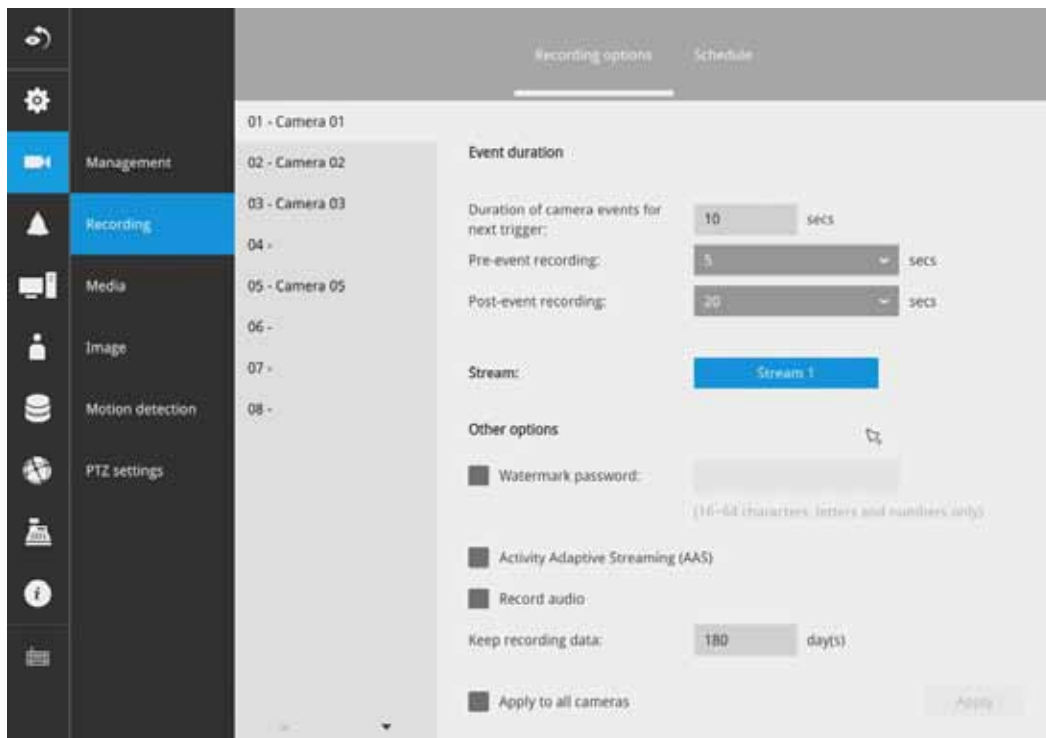 Recording options Schedule
Management
Recording
Media
Image
Motion detection
PTZ settings
01 - Camera 01
02 - Camera 02
03 - Camera 03
04 -
05 - Camera 05
06 -
07 -
08 -
Event duration
Duration of camera events for
next trigger: 10 secs
Pre-event recording: 5 secs
Post-event recording: 20 secs
Stream: Stream 1
Other options
Watermark password:
(16~64 characters, letters and numbers only)
Activity Adaptive Streaming (AAS)
Record audio
Keep recording data: 180 day(s)
Apply to all cameras Apply